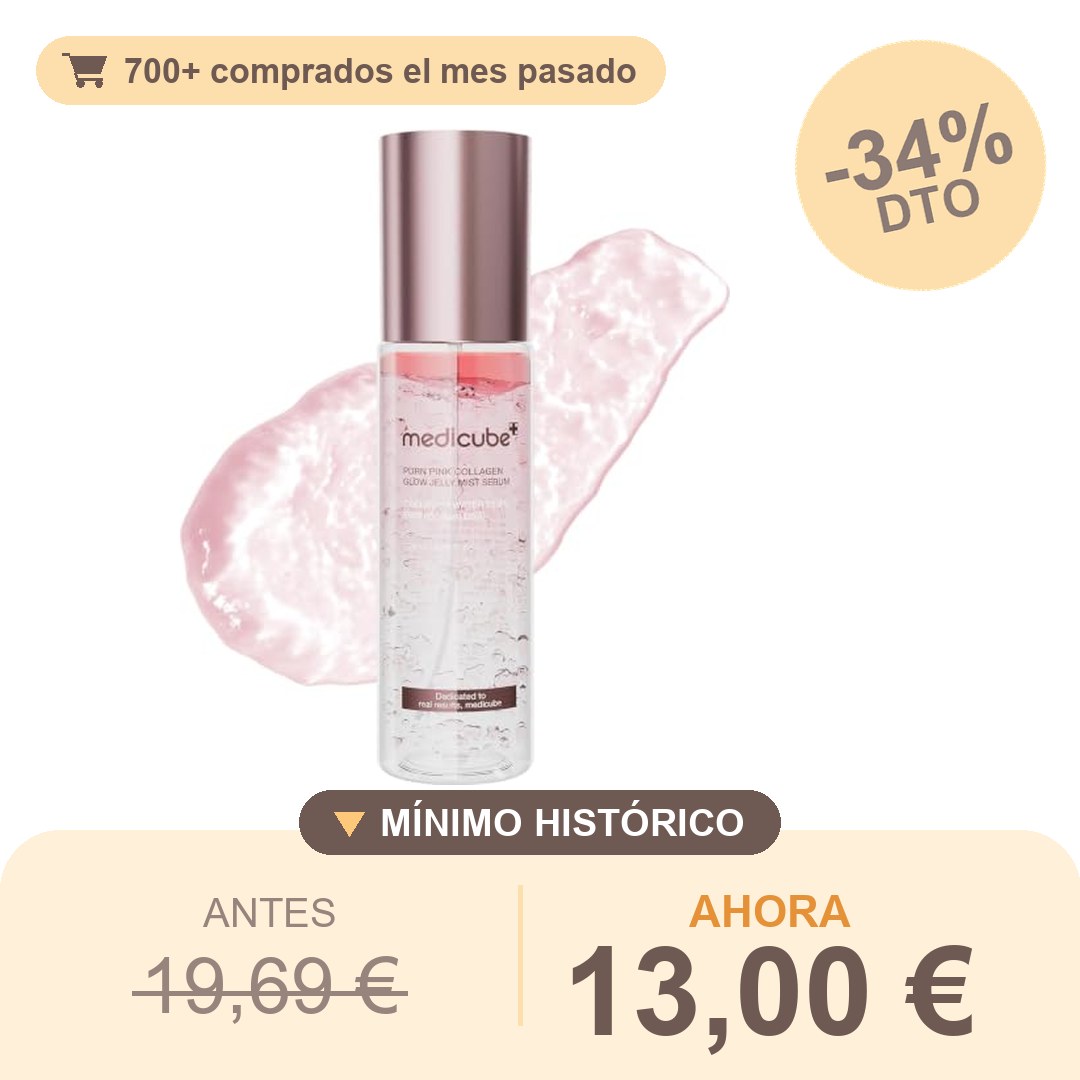 700+ comprados el mes pasado
-34%
DTO
medicube
PDRN PINK COLLAGEN
GLOW JELLY MIST SERUM
Dedicated to
real results, medicube
MÍNIMO HISTÓRICO
ANTES
AHORA
19,69 €
13,00 €